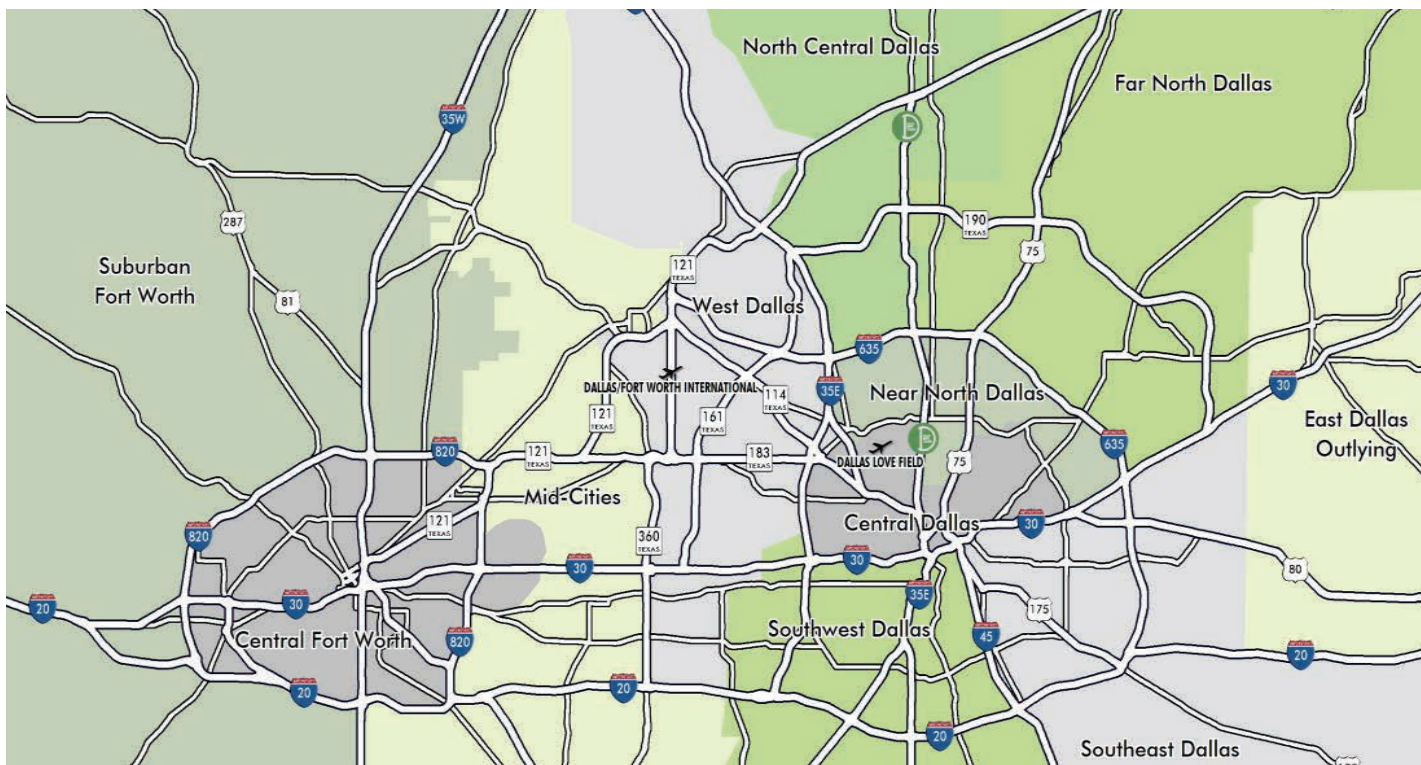 North Central Dallas
Far North Dallas
35W
287
190
TEXAS
75
Suburban
Fort Worth
121
TEXAS
81
West Dallas
635
DALLAS/FORT WORTH INTERNATIONAL
35E
Near North Dallas
30
114
TEXAS
121
TEXAS
161
TEXAS
East Dallas
Outlying
635
820
121
TEXAS
183
TEXAS
DALLAS LOVE FIELD
75
Mid-Cities
820
121
TEXAS
360
TEXAS
Central Dallas
30
30
30
80
20
30
35E
175
Central Fort Worth
820
Southwest Dallas
45
20
20
20
20
Southeast Dallas